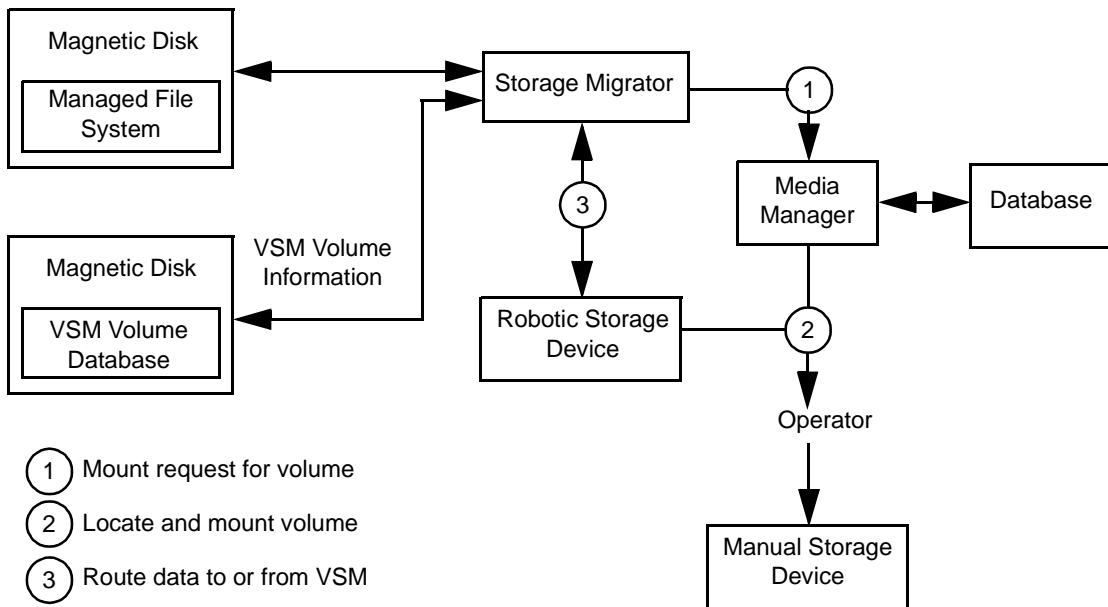 Magnetic Disk
Managed File
System
Storage Migrator
1
Media
Manager
Database
3
Magnetic Disk
VSM Volume
Database
VSM Volume
Information
Robotic Storage
Device
2
Operator
Manual Storage
Device
1 Mount request for volume
2 Locate and mount volume
3 Route data to or from VSM